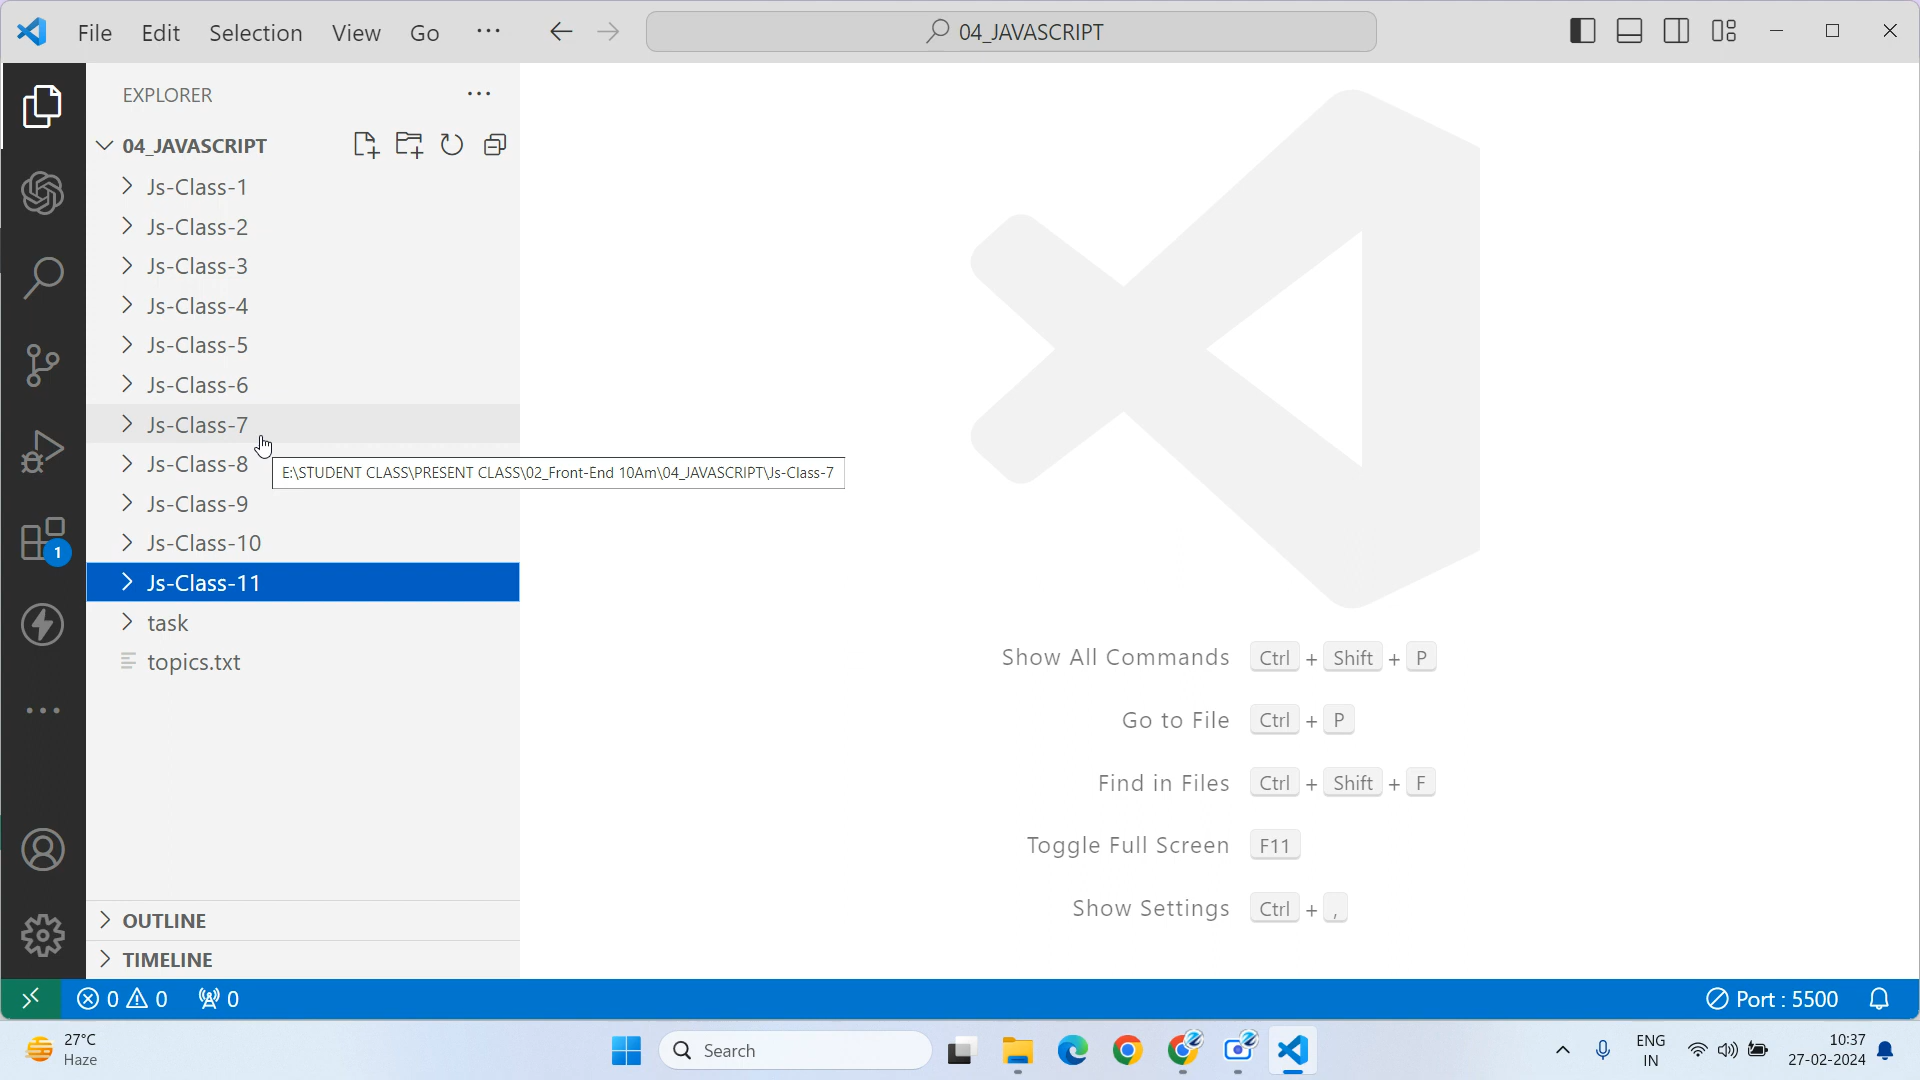 File Edit Selection View Go ···
04_JAVASCRIPT
EXPLORER
04_JAVASCRIPT
Js-Class-1
Js-Class-2
Js-Class-3
Js-Class-4
Js-Class-5
Js-Class-6
Js-Class-7
Js-Class-8
E:\STUDENT CLASS\PRESENT CLASS\02_Front-End 10Am\04_JAVASCRIPT\Js-Class-7
Js-Class-9
Js-Class-10
1
Js-Class-11
task
topics.txt
Show All Commands Ctrl + Shift + P
Go to File Ctrl + P
Find in Files Ctrl + Shift + F
Toggle Full Screen F11
Show Settings Ctrl + ,
OUTLINE
TIMELINE
0 0 0
Port : 5500
27°C
Haze
Search
ENG
IN
10:37
27-02-2024